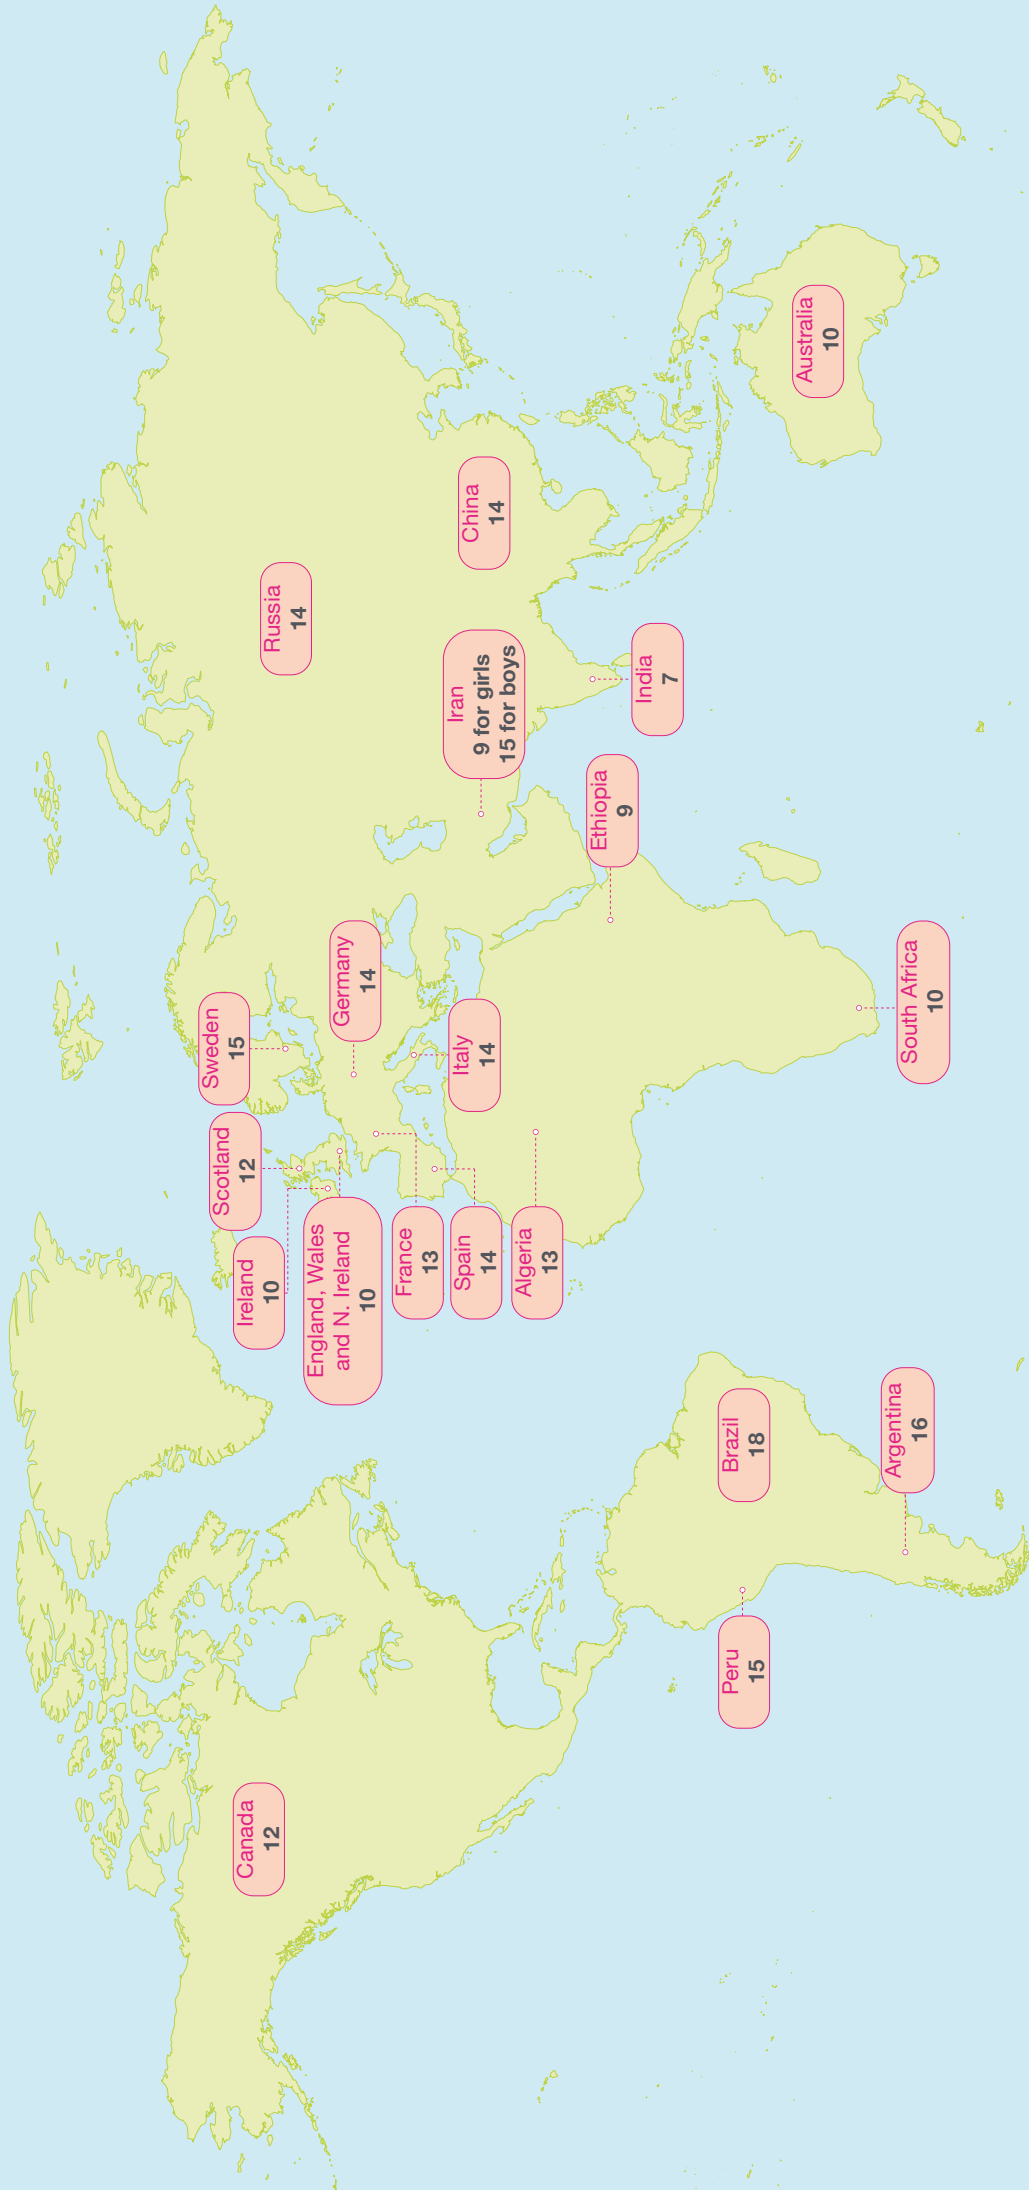 Canada
12
Ireland
10
Scotland
12
Sweden
15
Russia
14
England, Wales
and N. Ireland
10
Germany
14
France
13
Spain
14
Italy
14
Algeria
13
Iran
9 for girls
15 for boys
China
14
Ethiopia
9
India
7
Peru
15
Brazil
18
Australia
10
Argentina
16
South Africa
10